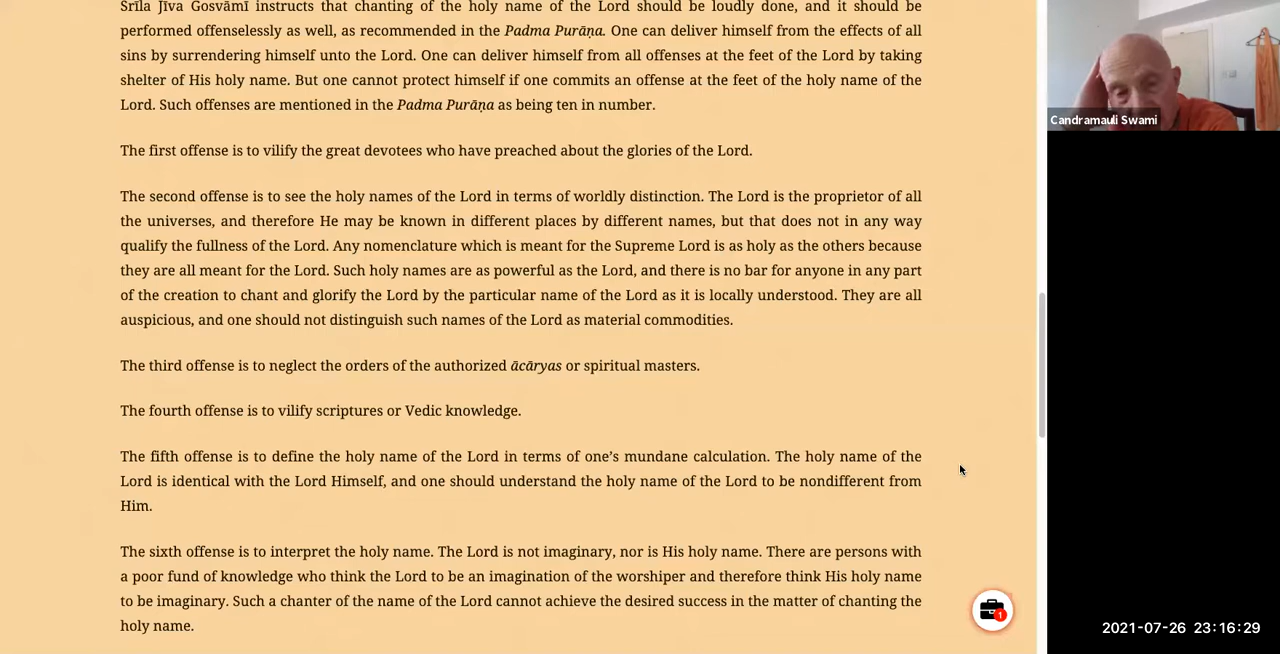 Śrīla Jīva Gosvāmī instructs that chanting of the holy name of the Lord should be loudly done, and it should be
performed offenselessly as well, as recommended in the Padma Purāṇa. One can deliver himself from the effects of all
sins by surrendering himself unto the Lord. One can deliver himself from all offenses at the feet of the Lord by taking
shelter of His holy name. But one cannot protect himself if one commits an offense at the feet of the holy name of the
Lord. Such offenses are mentioned in the Padma Purāṇa as being ten in number.
The first offense is to vilify the great devotees who have preached about the glories of the Lord.
The second offense is to see the holy names of the Lord in terms of worldly distinction. The Lord is the proprietor of all
the universes, and therefore He may be known in different places by different names, but that does not in any way
qualify the fullness of the Lord. Any nomenclature which is meant for the Supreme Lord is as holy as the others because
they are all meant for the Lord. Such holy names are as powerful as the Lord, and there is no bar for anyone in any part
of the creation to chant and glorify the Lord by the particular name of the Lord as it is locally understood. They are all
auspicious, and one should not distinguish such names of the Lord as material commodities.
The third offense is to neglect the orders of the authorized ācāryas or spiritual masters.
The fourth offense is to vilify scriptures or Vedic knowledge.
The fifth offense is to define the holy name of the Lord in terms of one’s mundane calculation. The holy name of the
Lord is identical with the Lord Himself, and one should understand the holy name of the Lord to be nondifferent from
Him.
The sixth offense is to interpret the holy name. The Lord is not imaginary, nor is His holy name. There are persons with
a poor fund of knowledge who think the Lord to be an imagination of the worshiper and therefore think His holy name
to be imaginary. Such a chanter of the name of the Lord cannot achieve the desired success in the matter of chanting the
holy name.
Candramauli Swami
1
2021-07-26 23:16:29